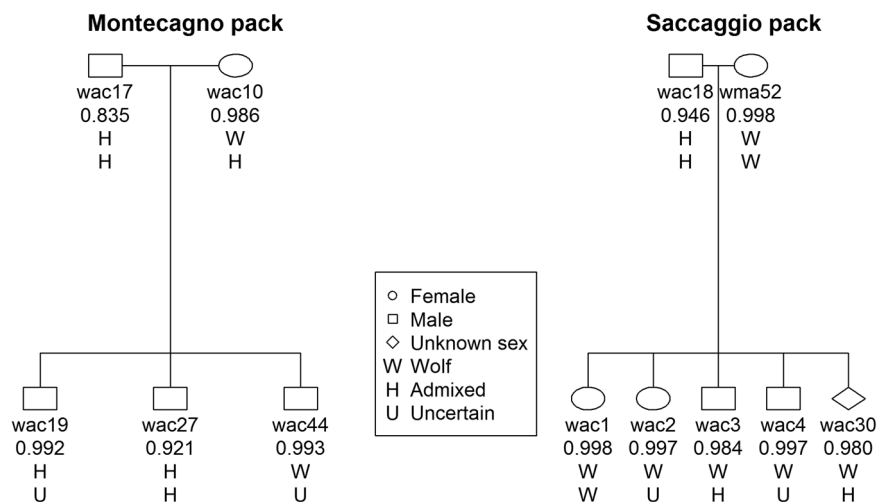 Montecagno pack
Saccaggio pack
wac17 wac10
0.835 0.986
H W
H H
wac18 wma52
0.946 0.998
H W
H W
Female
Male
Unknown sex
W Wolf
H Admixed
U Uncertain
wac19 wac27 wac44
0.992 0.921 0.993
H H W
U H U
wac1 wac2 wac3 wac4 wac30
0.998 0.997 0.984 0.997 0.980
W W W W W
W U H U H